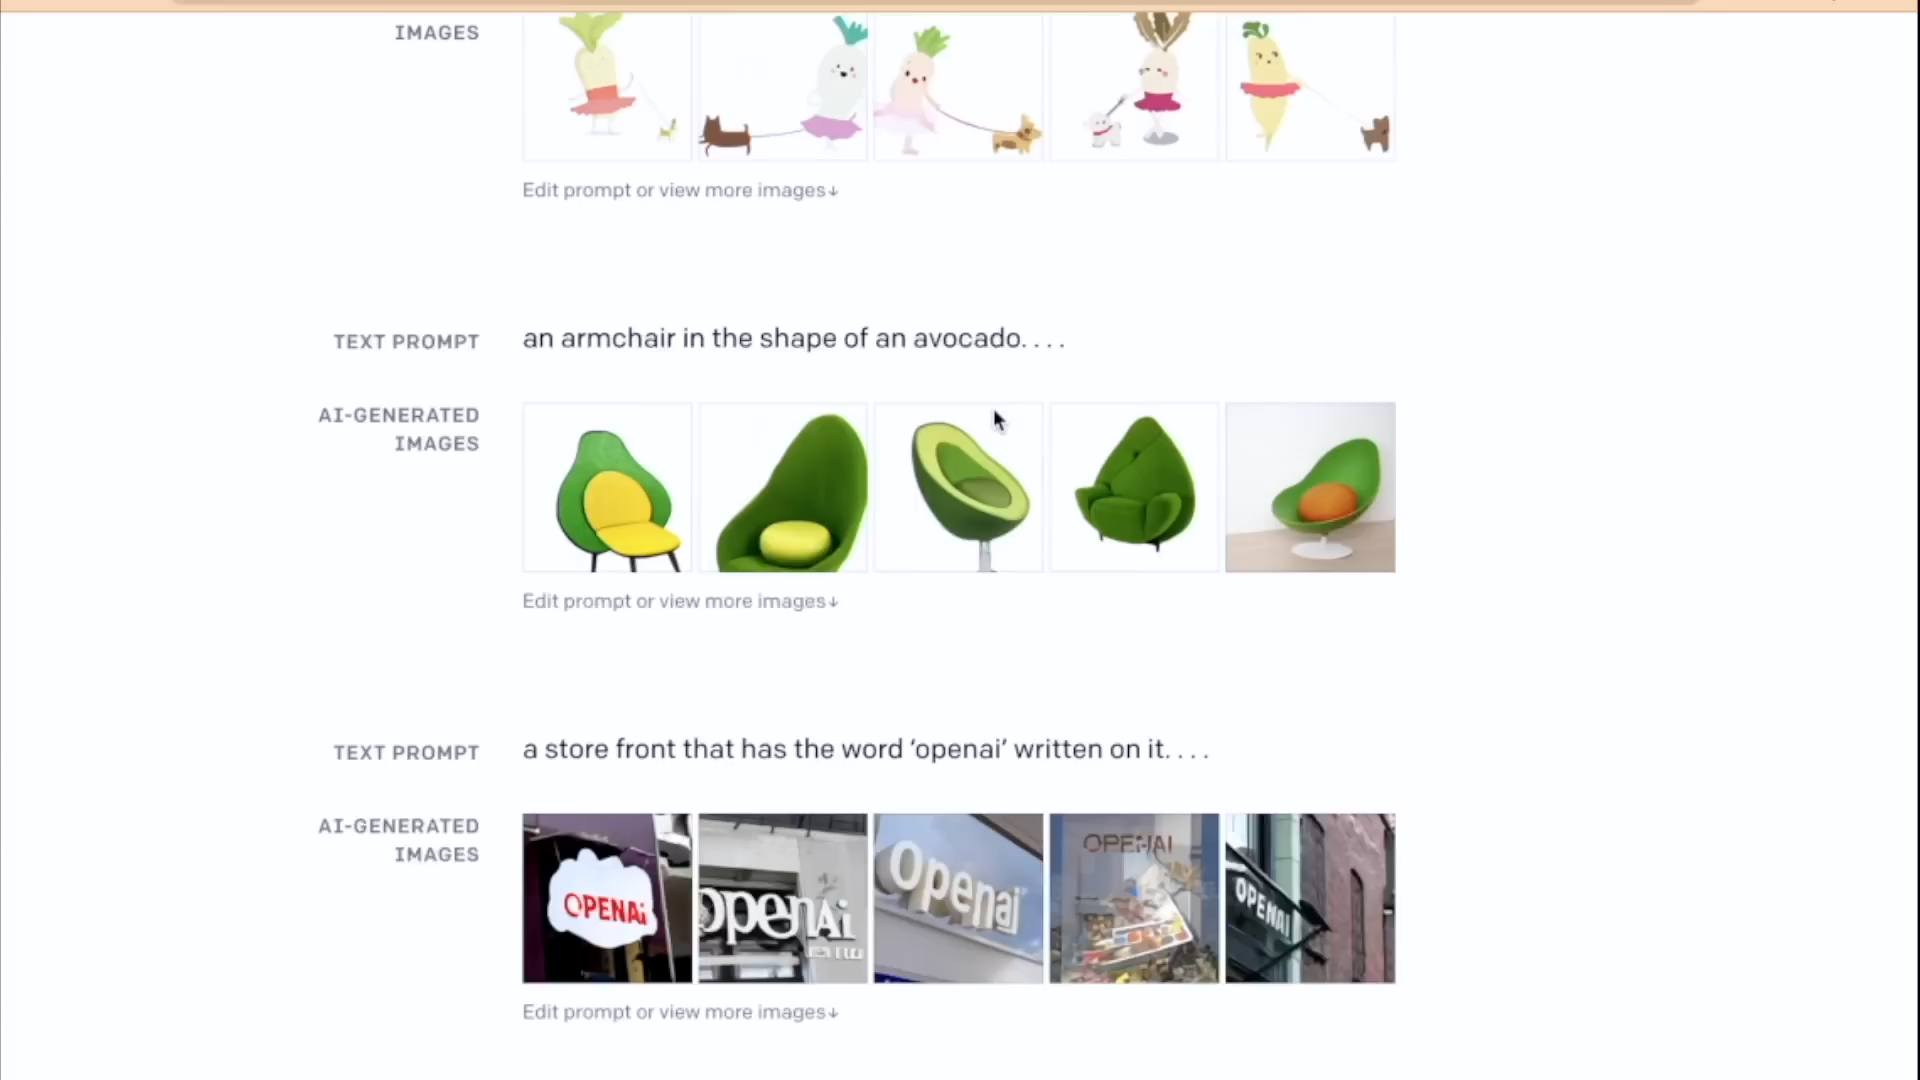 IMAGES
Edit prompt or view more images↓
TEXT PROMPT
an armchair in the shape of an avocado. . . .
AI-GENERATED
IMAGES
Edit prompt or view more images↓
TEXT PROMPT
a store front that has the word ‘openai’ written on it. . . .
AI-GENERATED
IMAGES
OPENAi
openAi
Openai
OPENAI
OPENAI
Edit prompt or view more images↓